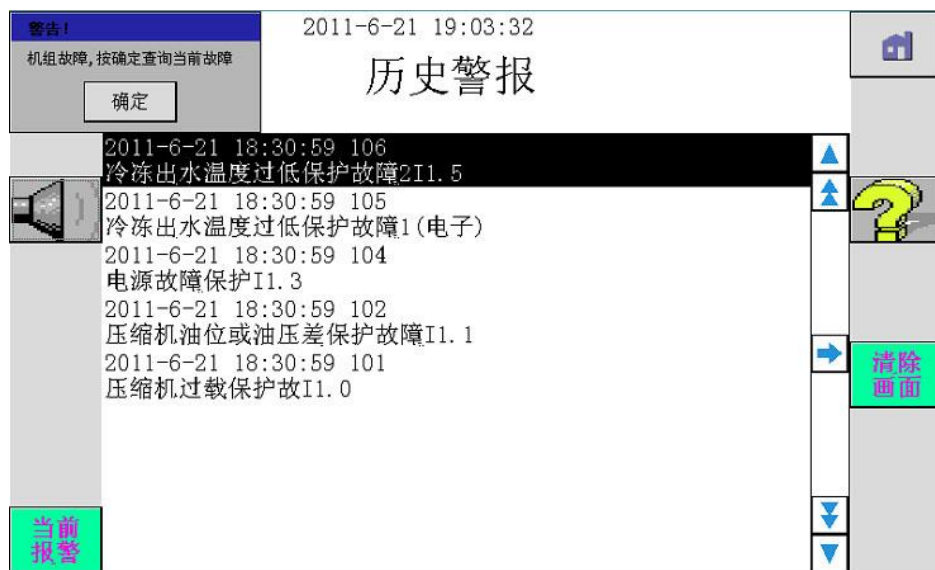 警告!
2011-6-21 19:03:32
机组故障,按确定查询当前故障
历史警报
确定
2011-6-21 18:30:59 106
冷冻出水温度过低保护故障2I1.5
2011-6-21 18:30:59 105
冷冻出水温度过低保护故障1(电子)
2011-6-21 18:30:59 104
电源故障保护I1.3
2011-6-21 18:30:59 102
压缩机油位或油压差保护故障I1.1
2011-6-21 18:30:59 101
压缩机过载保护故I1.0
清除
画面
当前
报警